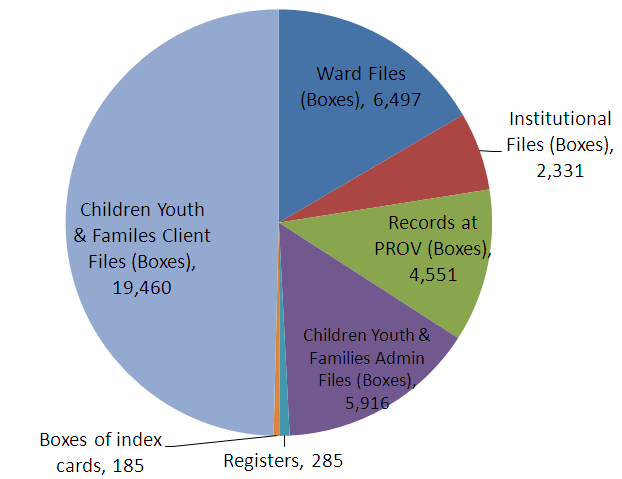 Ward Files
(Boxes), 6,497
Institutional
Files (Boxes),
2,331
Records at
PROV (Boxes),
4,551
Children Youth &
Families Admin
Files (Boxes),
5,916
Registers, 285
Boxes of index
cards, 185
Children Youth
& Familes Client
Files (Boxes),
19,460